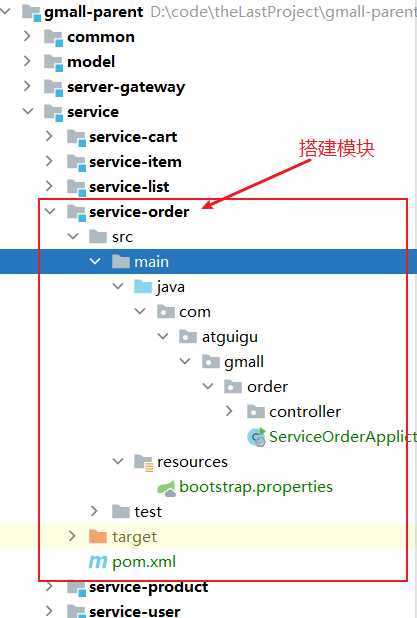 gmall-parent D:\code\theLastProject\gmall-parent
common
model
server-gateway
service
service-cart
service-item
搭建模块
service-list
service-order
src
main
java
com
atguigu
gmall
order
controller
ServiceOrderApplict
resources
bootstrap.properties
test
target
pom.xml
service-product
service-user